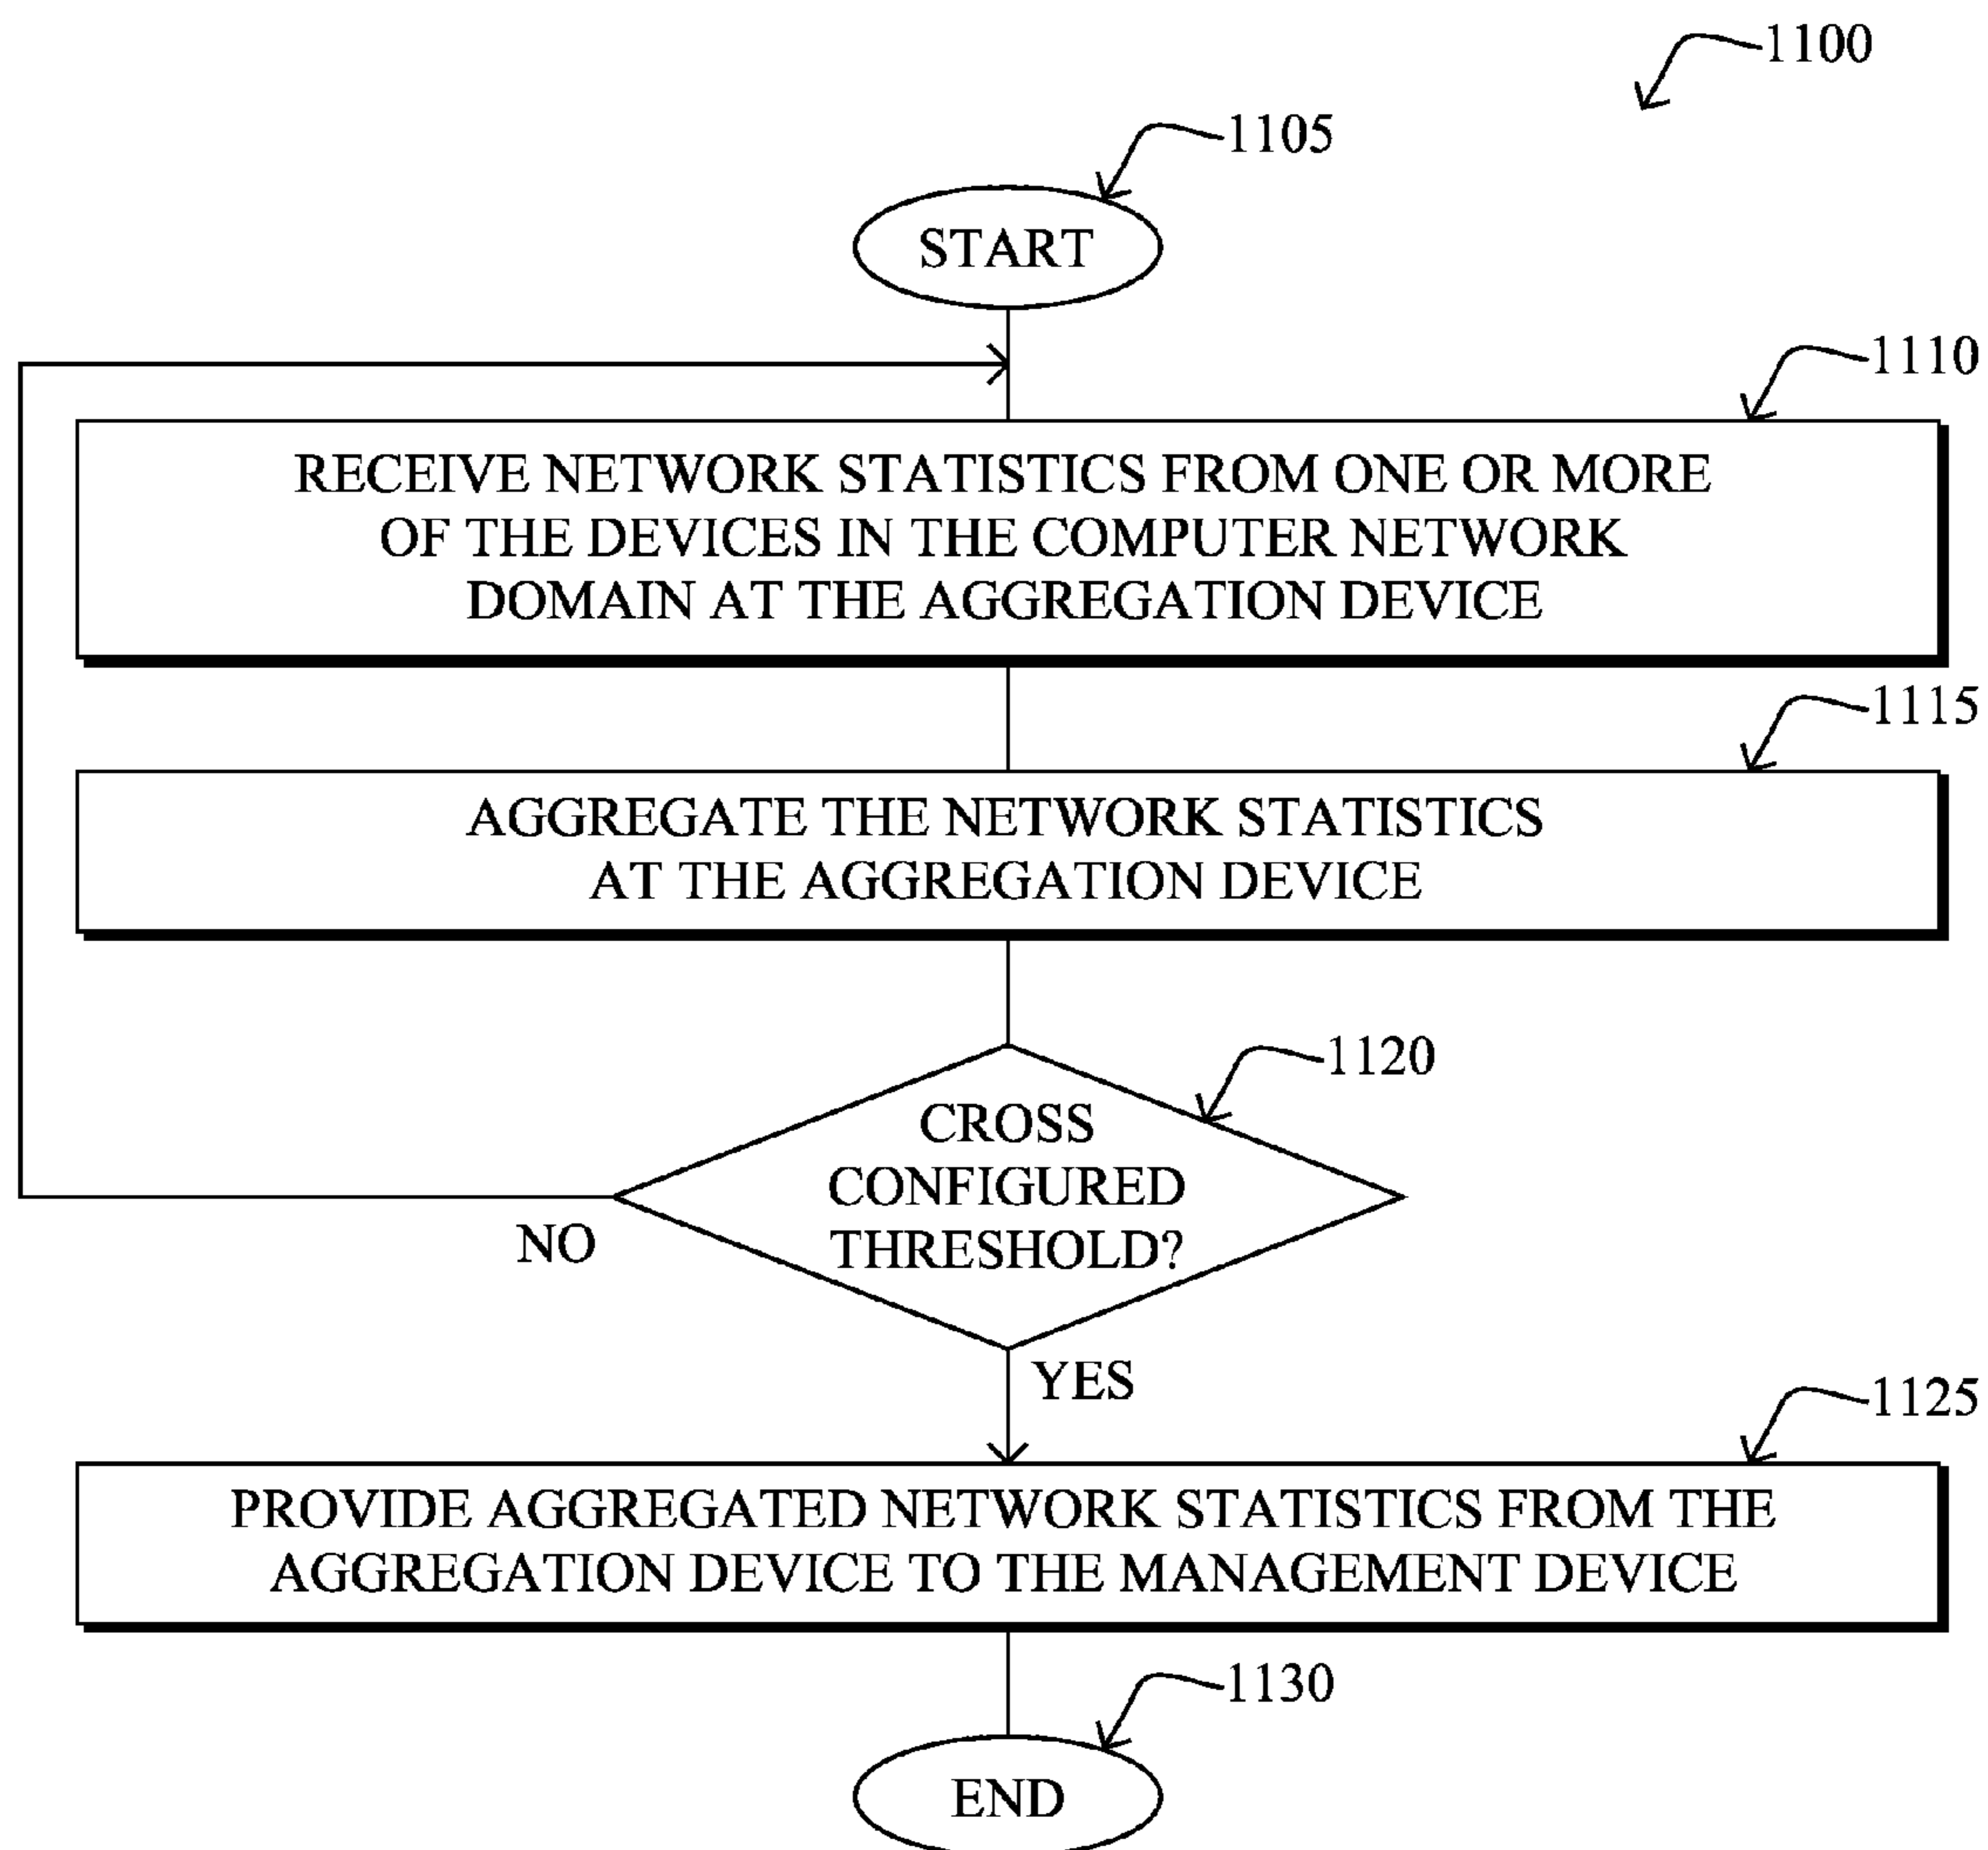 1100
1105
START
1110
RECEIVE NETWORK STATISTICS FROM ONE OR MORE
OF THE DEVICES IN THE COMPUTER NETWORK
DOMAIN AT THE AGGREGATION DEVICE
1115
AGGREGATE THE NETWORK STATISTICS
AT THE AGGREGATION DEVICE
1120
CROSS
CONFIGURED
THRESHOLD?
NO
YES
1125
PROVIDE AGGREGATED NETWORK STATISTICS FROM THE
AGGREGATION DEVICE TO THE MANAGEMENT DEVICE
1130
END